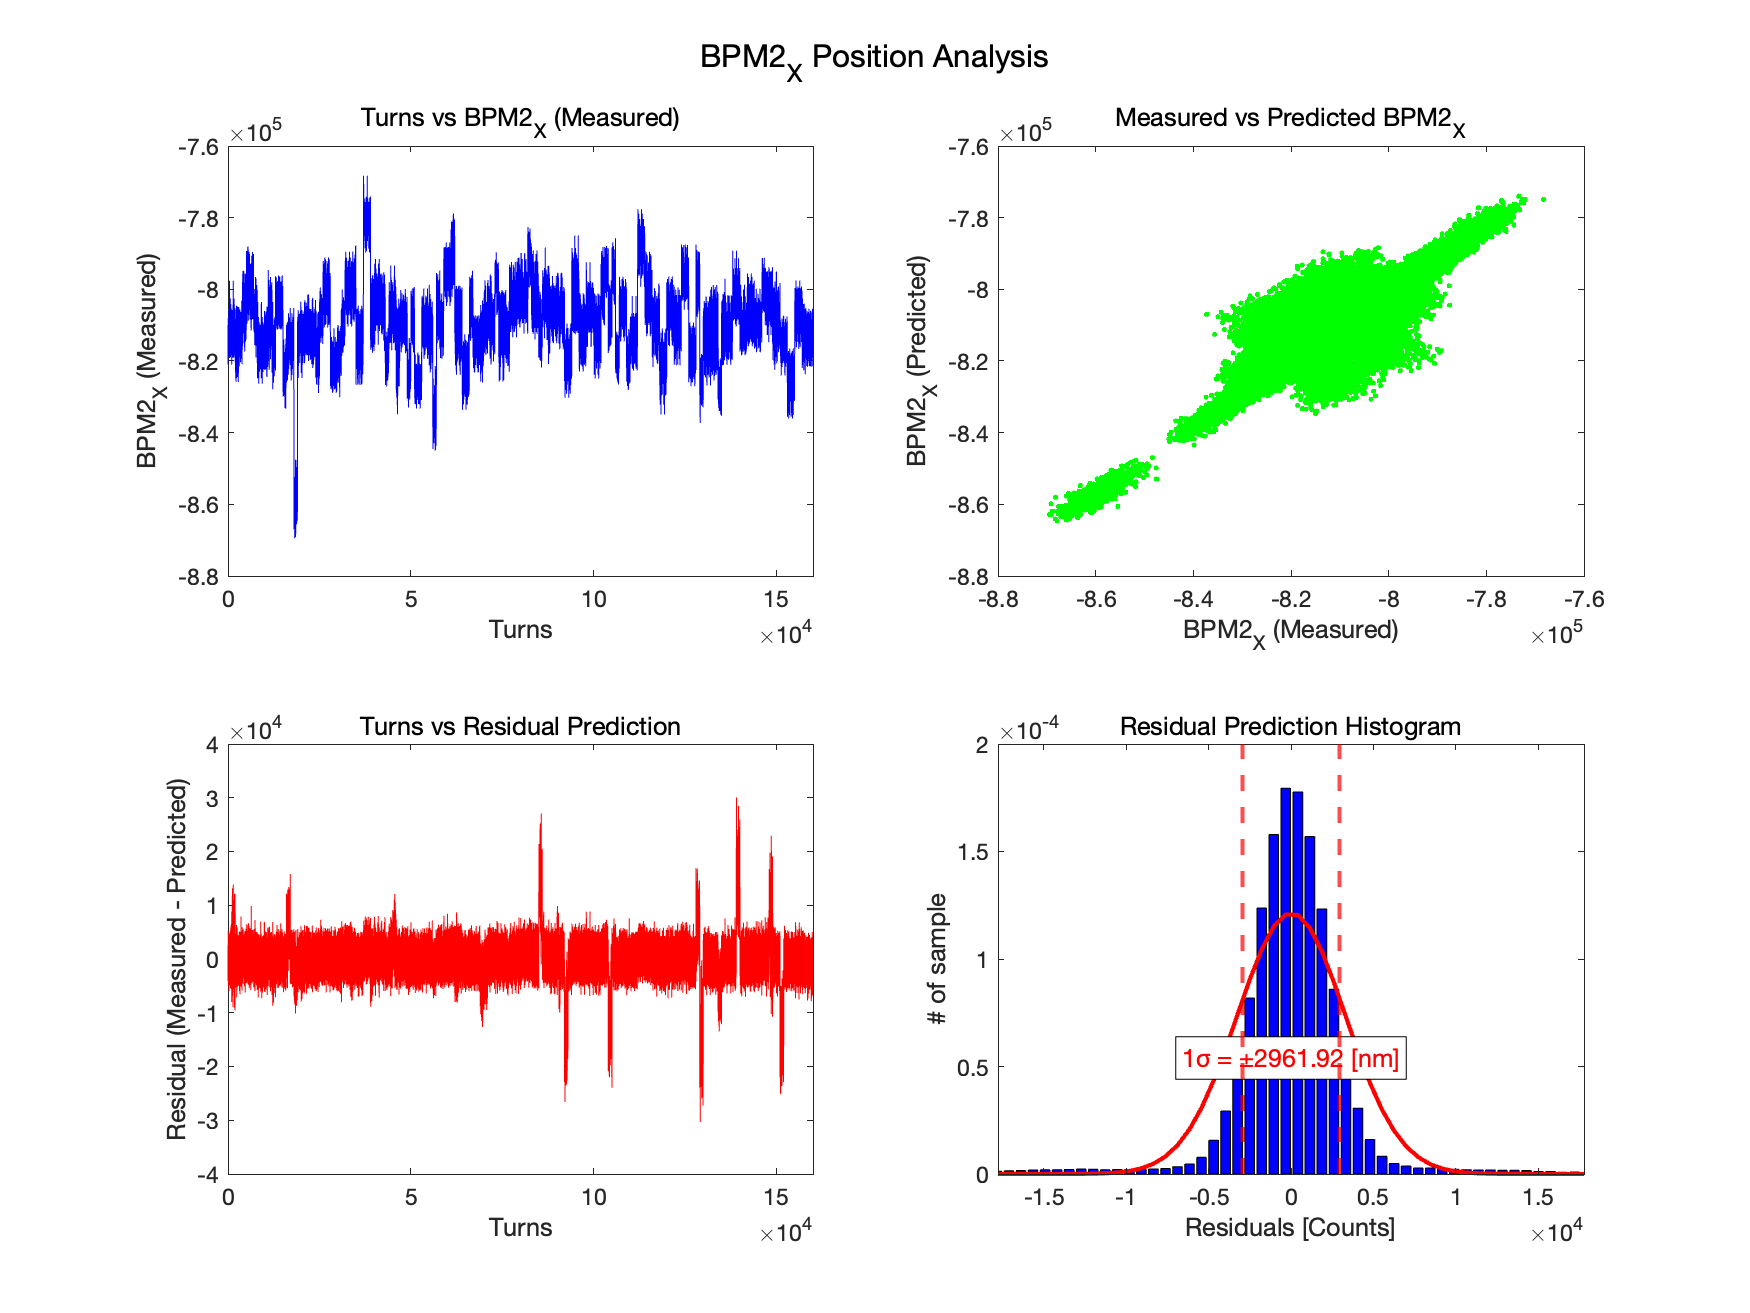 BPM2X Position Analysis
Turns vs BPM2X (Measured)
×10^5
-7.6
-7.8
-8
-8.2
-8.4
-8.6
-8.8
BPM2X (Measured)
0 5 10 15
Turns
×10^4
Measured vs Predicted BPM2X
×10^5
-7.6
-7.8
-8
-8.2
-8.4
-8.6
-8.8
BPM2X (Predicted)
-8.8 -8.6 -8.4 -8.2 -8 -7.8 -7.6
BPM2X (Measured)
×10^5
Turns vs Residual Prediction
×10^4
4
3
2
1
0
-1
-2
-3
-4
Residual (Measured - Predicted)
0 5 10 15
Turns
×10^4
Residual Prediction Histogram
×10^-4
2
1.5
1
0.5
0
# of sample
1σ = ±2961.92 [nm]
-1.5 -1 -0.5 0 0.5 1 1.5
Residuals [Counts]
×10^4